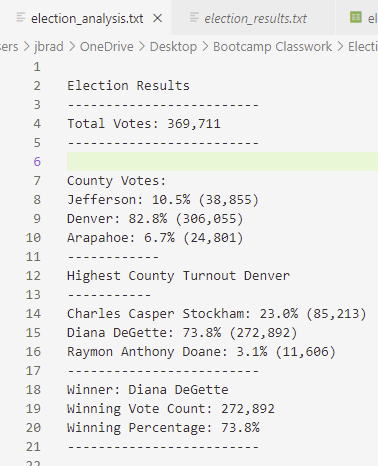 election_analysis.txt × election_results.txt el
sers > jbrad > OneDrive > Desktop > Bootcamp Classwork > Electi
1
2 Election Results
3 -------------------------
4 Total Votes: 369,711
5 -------------------------
6
7 County Votes:
8 Jefferson: 10.5% (38,855)
9 Denver: 82.8% (306,055)
10 Arapahoe: 6.7% (24,801)
11 ------------
12 Highest County Turnout Denver
13 -----------
14 Charles Casper Stockham: 23.0% (85,213)
15 Diana DeGette: 73.8% (272,892)
16 Raymon Anthony Doane: 3.1% (11,606)
17 -------------------------
18 Winner: Diana DeGette
19 Winning Vote Count: 272,892
20 Winning Percentage: 73.8%
21 -------------------------